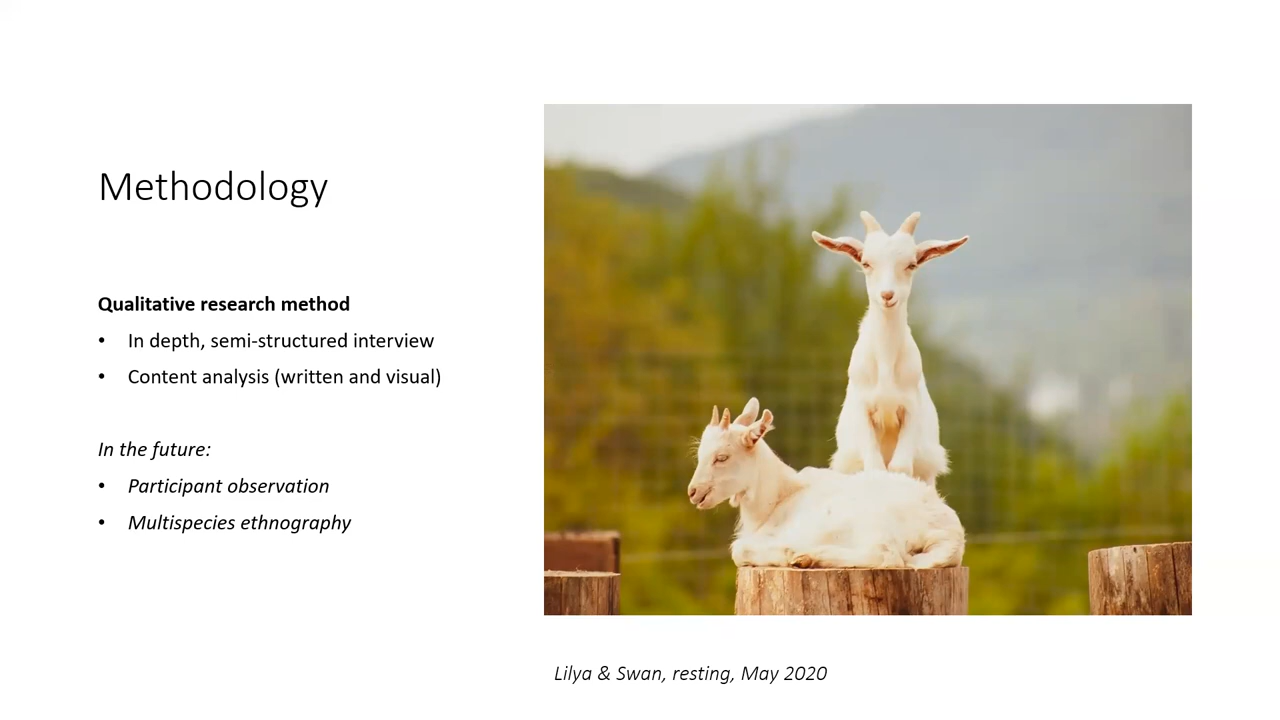 Methodology
Qualitative research method
• In depth, semi-structured interview
• Content analysis (written and visual)
In the future:
• Participant observation
• Multispecies ethnography
Lilya & Swan, resting, May 2020